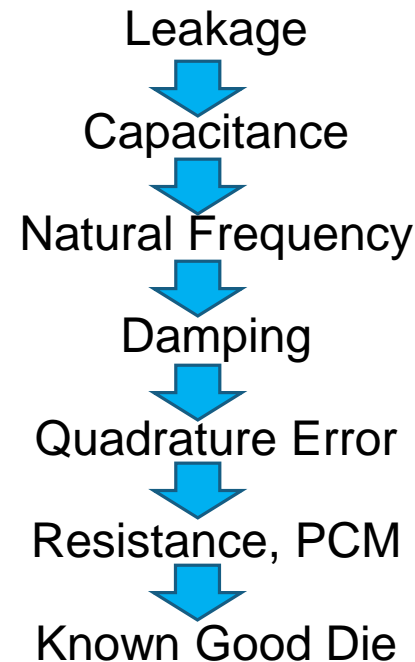 Leakage
Capacitance
Natural Frequency
Damping
Quadrature Error
Resistance, PCM
Known Good Die